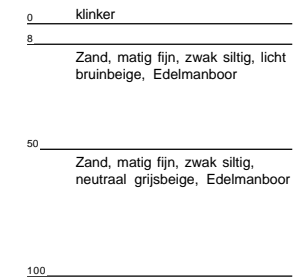 0 klinker
8
Zand, matig fijn, zwak siltig, licht
bruinbeige, Edelmanboor
50
Zand, matig fijn, zwak siltig,
neutraal grijsbeige, Edelmanboor
100